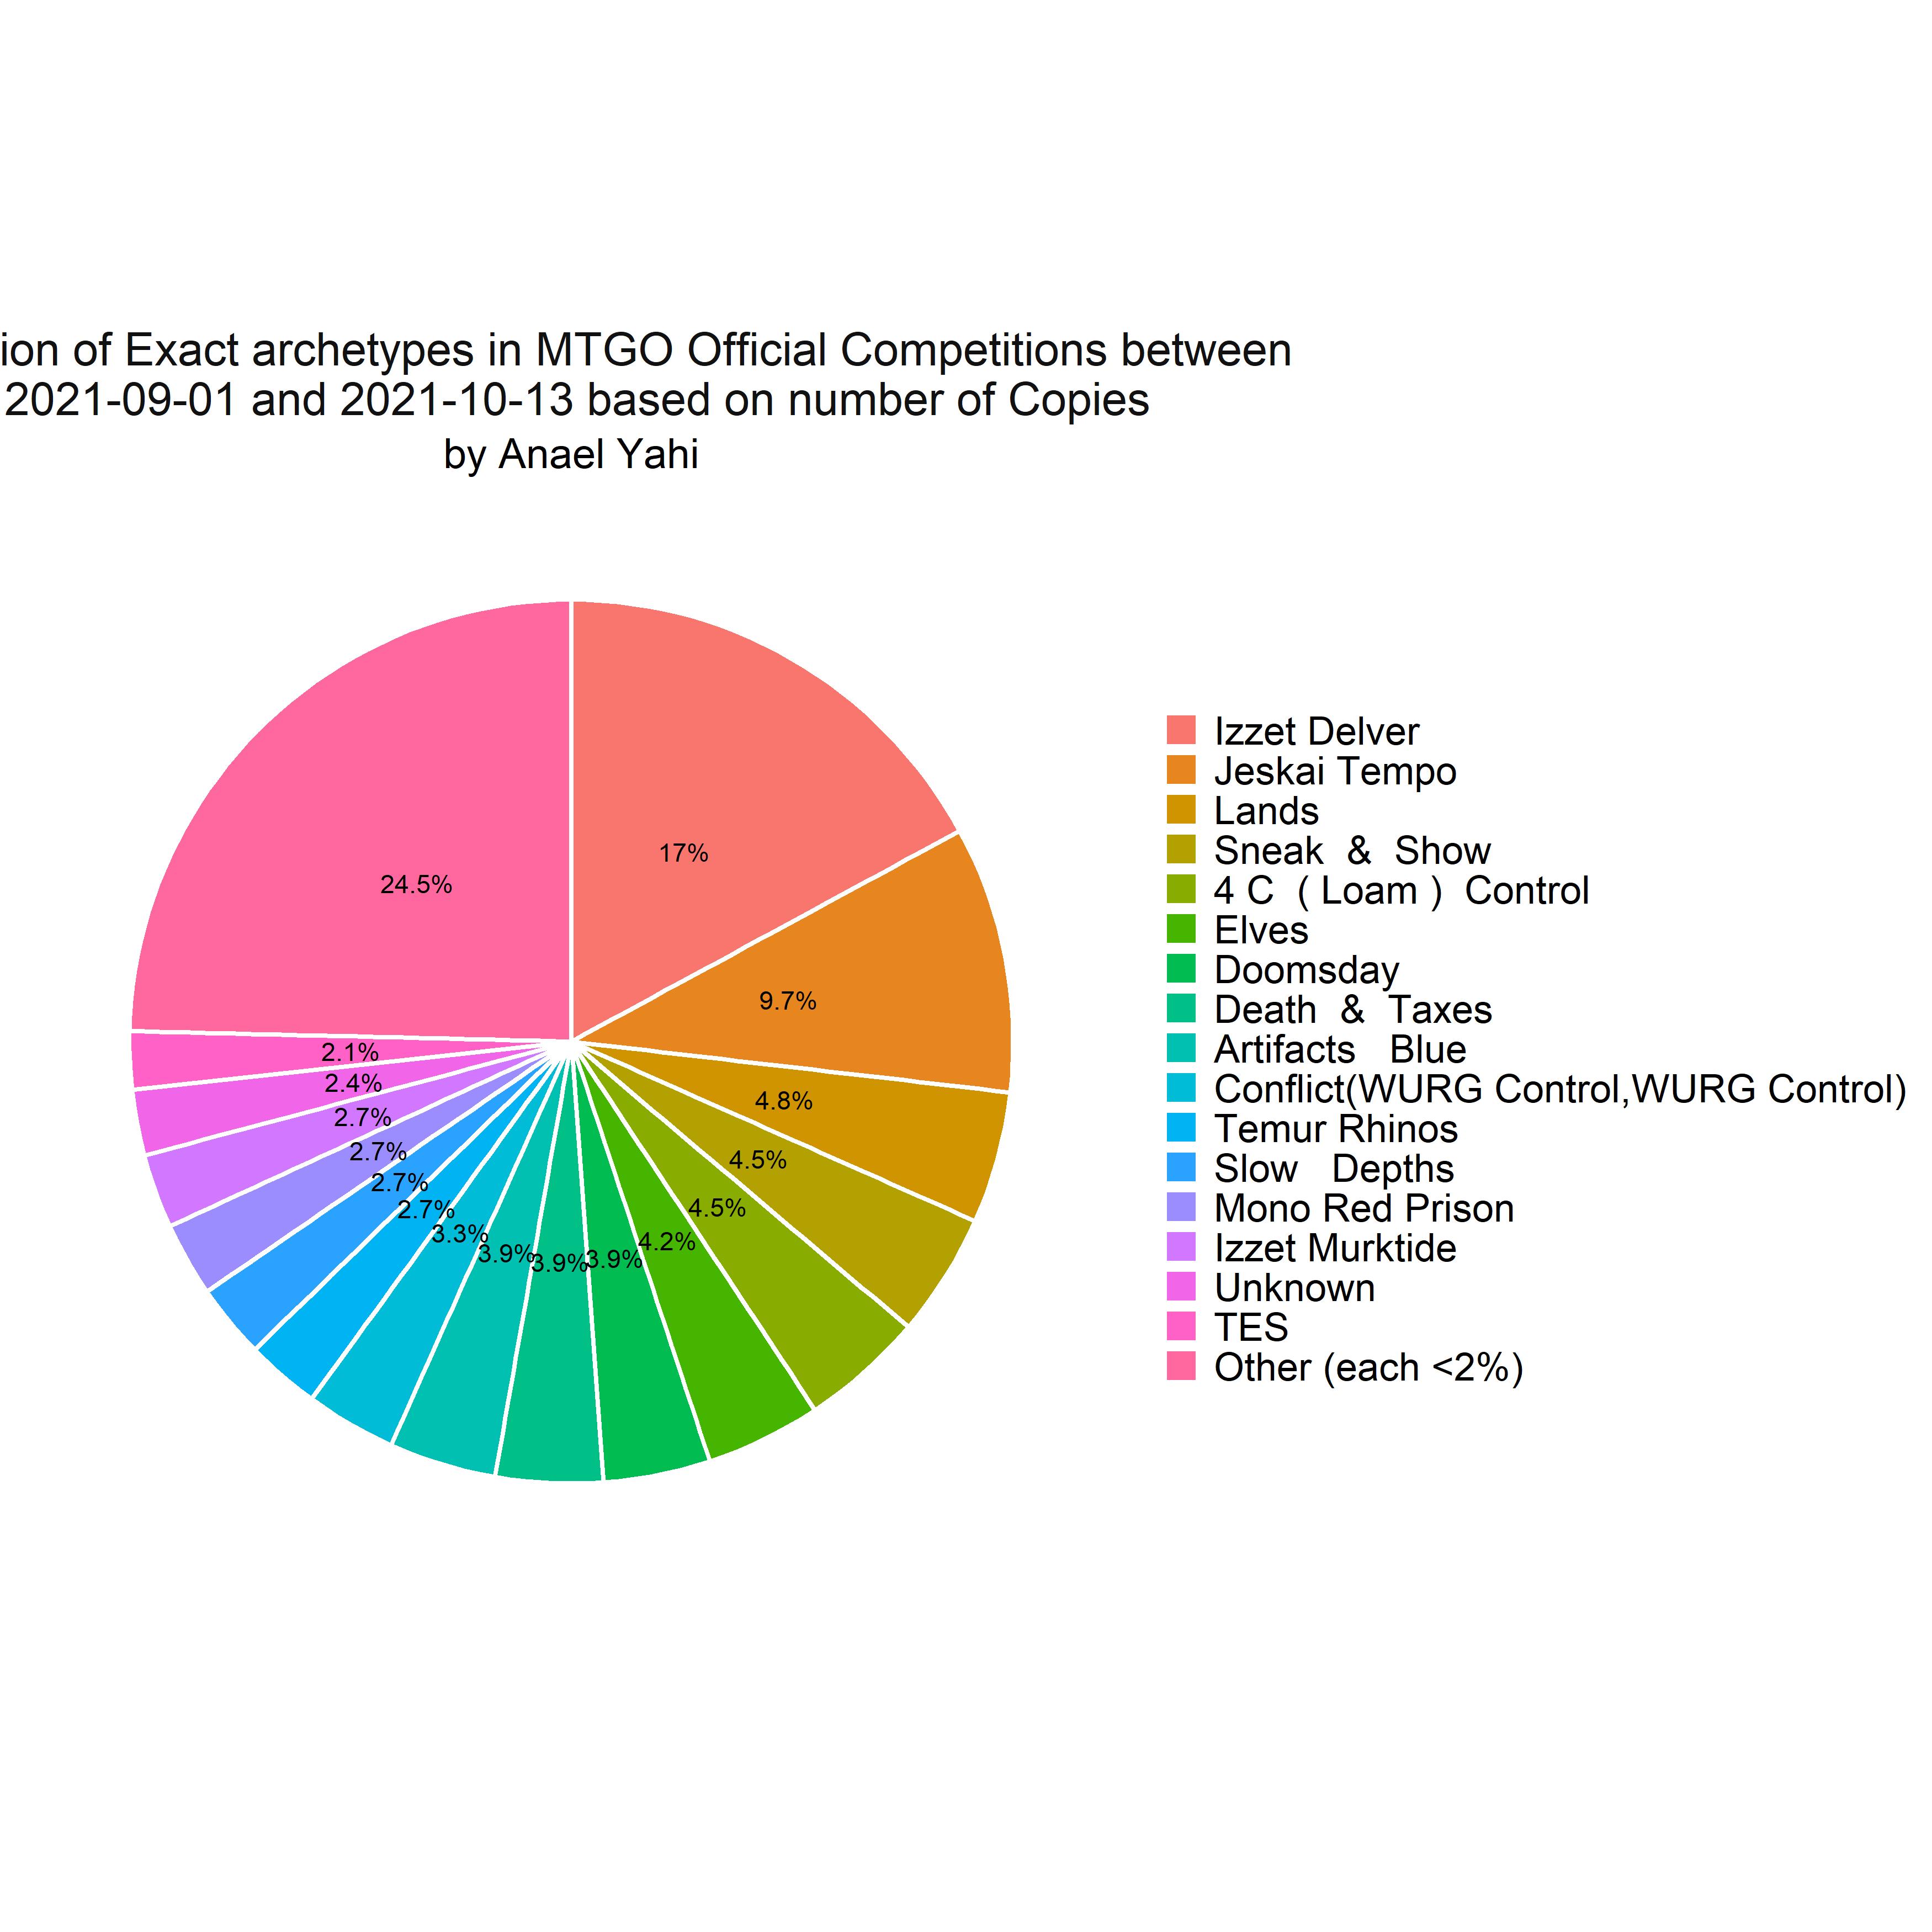 ion of Exact archetypes in MTGO Official Competitions between
2021-09-01 and 2021-10-13 based on number of Copies
by Anael Yahi
17%
24.5%
9.7%
2.1%
2.4%
4.8%
2.7%
2.7%
4.5%
2.7%
4.5%
2.7%
3.3%
4.2%
3.9%
3.9%
3.9%
Izzet Delver
Jeskai Tempo
Lands
Sneak & Show
4 C ( Loam ) Control
Elves
Doomsday
Death & Taxes
Artifacts Blue
Conflict(WURG Control,WURG Control)
Temur Rhinos
Slow Depths
Mono Red Prison
Izzet Murktide
Unknown
TES
Other (each <2%)